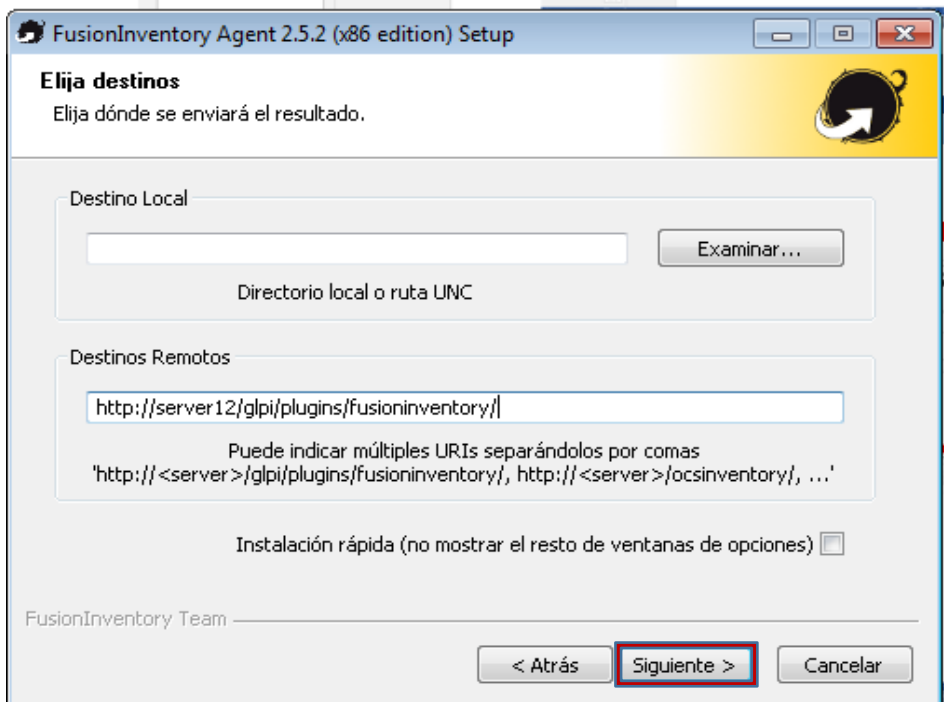 FusionInventory Agent 2.5.2 (x86 edition) Setup
Elija destinos
Elija dónde se enviará el resultado.
Destino Local
Examinar...
Directorio local o ruta UNC
Destinos Remotos
http://server12/glpi/plugins/fusioninventory/
Puede indicar múltiples URIs separándolos por comas
'http://<server>/glpi/plugins/fusioninventory/, http://<server>/ocsinventory/, ...'
Instalación rápida (no mostrar el resto de ventanas de opciones)
FusionInventory Team
< Atrás
Siguiente >
Cancelar